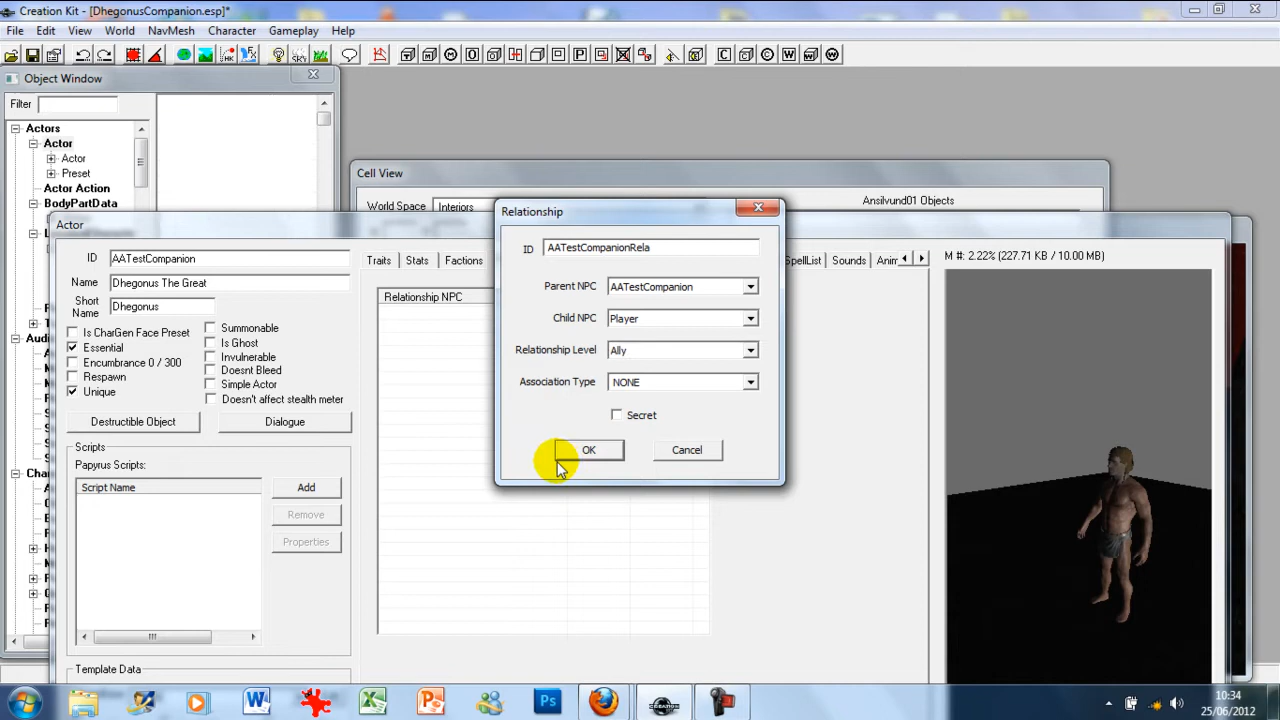 Creation Kit - [DhegonusCompanion.esp]*
File Edit View World NavMesh Character Gameplay Help
Object Window
Filter
Actors
Actor
Actor
Preset
Actor Action
BodyPartData
Cell View
World Space Interiors Ansilvund01 Objects
Actor
ID AATestCompanion
Name Dhegonus The Great
Short Name Dhegonus
Is CharGen Face Preset
Essential
Encumbrance 0 / 300
Respawn
Unique
Summonable
Is Ghost
Invulnerable
Doesnt Bleed
Simple Actor
Doesn't affect stealth meter
Destructible Object Dialogue
Scripts
Papyrus Scripts:
Script Name
Add
Remove
Properties
Template Data
Traits Stats Factions SpellList Sounds Anim
Relationship NPC
M #: 2.22% (227.71 KB / 10.00 MB)
Relationship
ID AATestCompanionRela
Parent NPC AATestCompanion
Child NPC Player
Relationship Level Ally
Association Type NONE
Secret
OK Cancel
10:34
25/06/2012